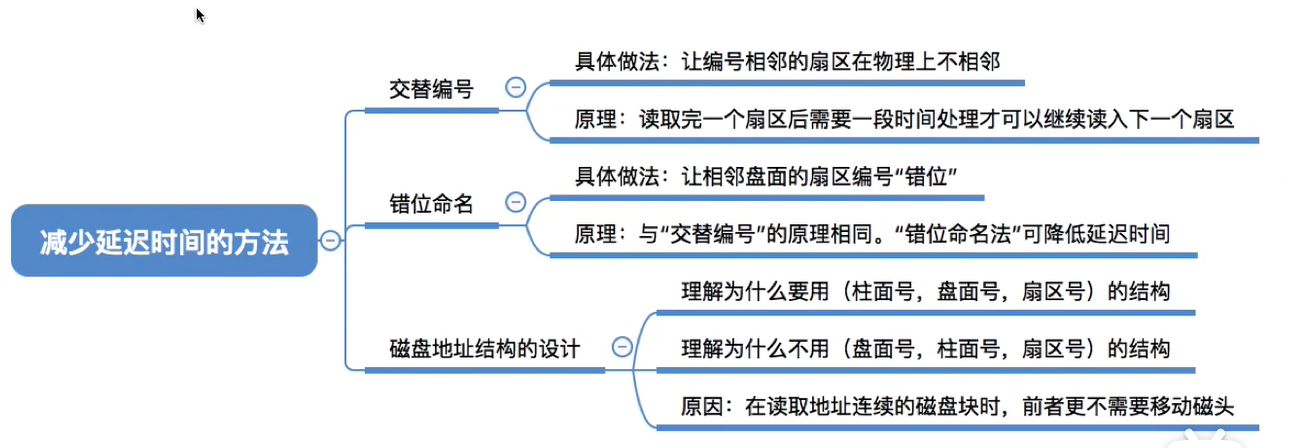 减少延迟时间的方法
交替编号
具体做法：让编号相邻的扇区在物理上不相邻
原理：读取完一个扇区后需要一段时间处理才可以继续读入下一个扇区
错位命名
具体做法：让相邻盘面的扇区编号“错位”
原理：与“交替编号”的原理相同。“错位命名法”可降低延迟时间
磁盘地址结构的设计
理解为什么要用（柱面号，盘面号，扇区号）的结构
理解为什么不用（盘面号，柱面号，扇区号）的结构
原因：在读取地址连续的磁盘块时，前者更不需要移动磁头